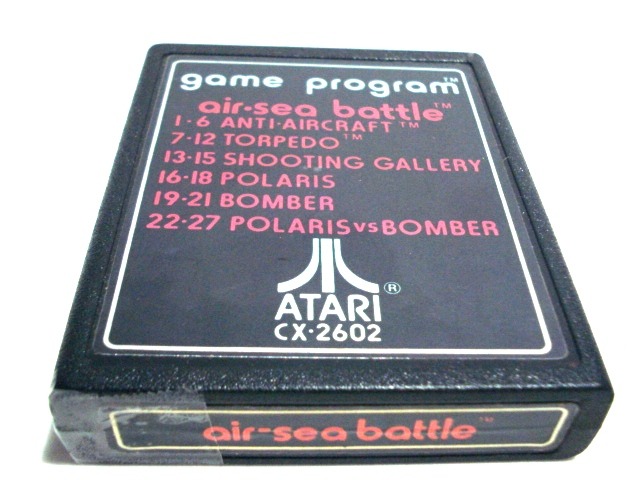 game program™
air·sea battle™
1-6 ANTI-AIRCRAFT™
7-12 TORPEDO™
13-15 SHOOTING GALLERY
16-18 POLARIS
19-21 BOMBER
22-27 POLARIS vs BOMBER
ATARI®
CX-2602
air-sea battle™